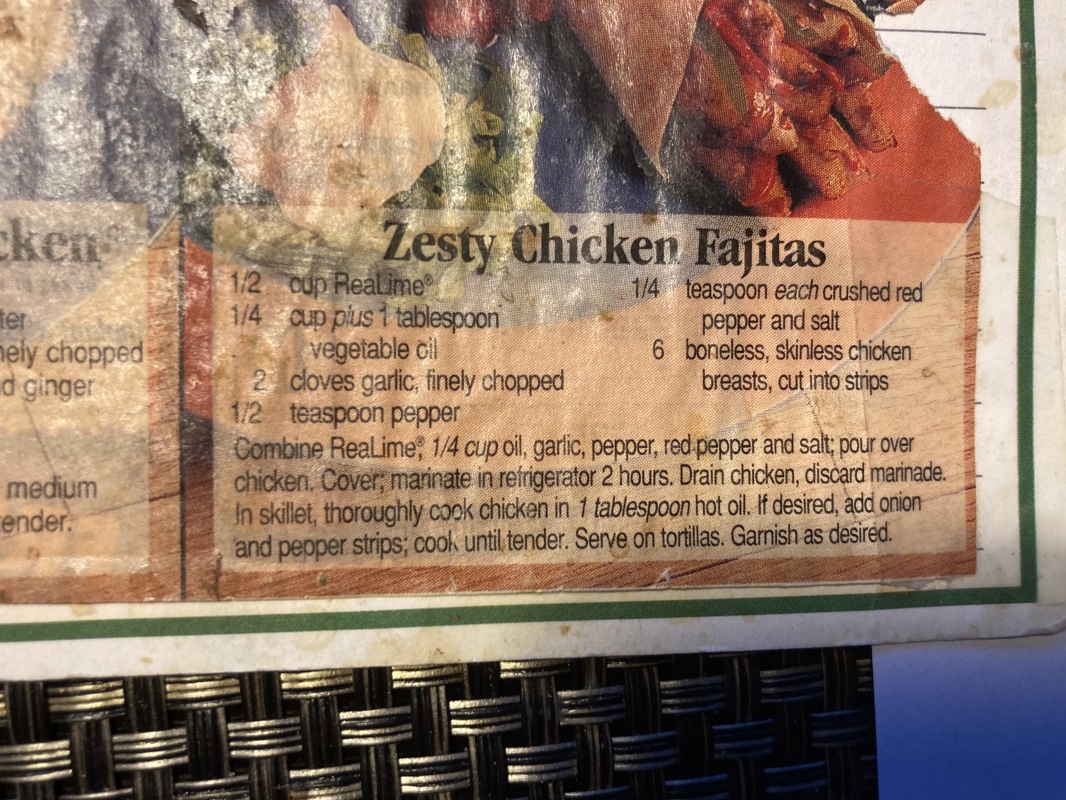 cken®
ter
nely chopped
d ginger
medium
tender.
Zesty Chicken Fajitas
1/2 cup ReaLime®
1/4 cup plus 1 tablespoon
vegetable oil
2 cloves garlic, finely chopped
1/2 teaspoon pepper
1/4 teaspoon each crushed red
pepper and salt
6 boneless, skinless chicken
breasts, cut into strips
Combine ReaLime®, 1/4 cup oil, garlic, pepper, red pepper and salt; pour over
chicken. Cover; marinate in refrigerator 2 hours. Drain chicken, discard marinade.
In skillet, thoroughly cook chicken in 1 tablespoon hot oil. If desired, add onion
and pepper strips; cook until tender. Serve on tortillas. Garnish as desired.